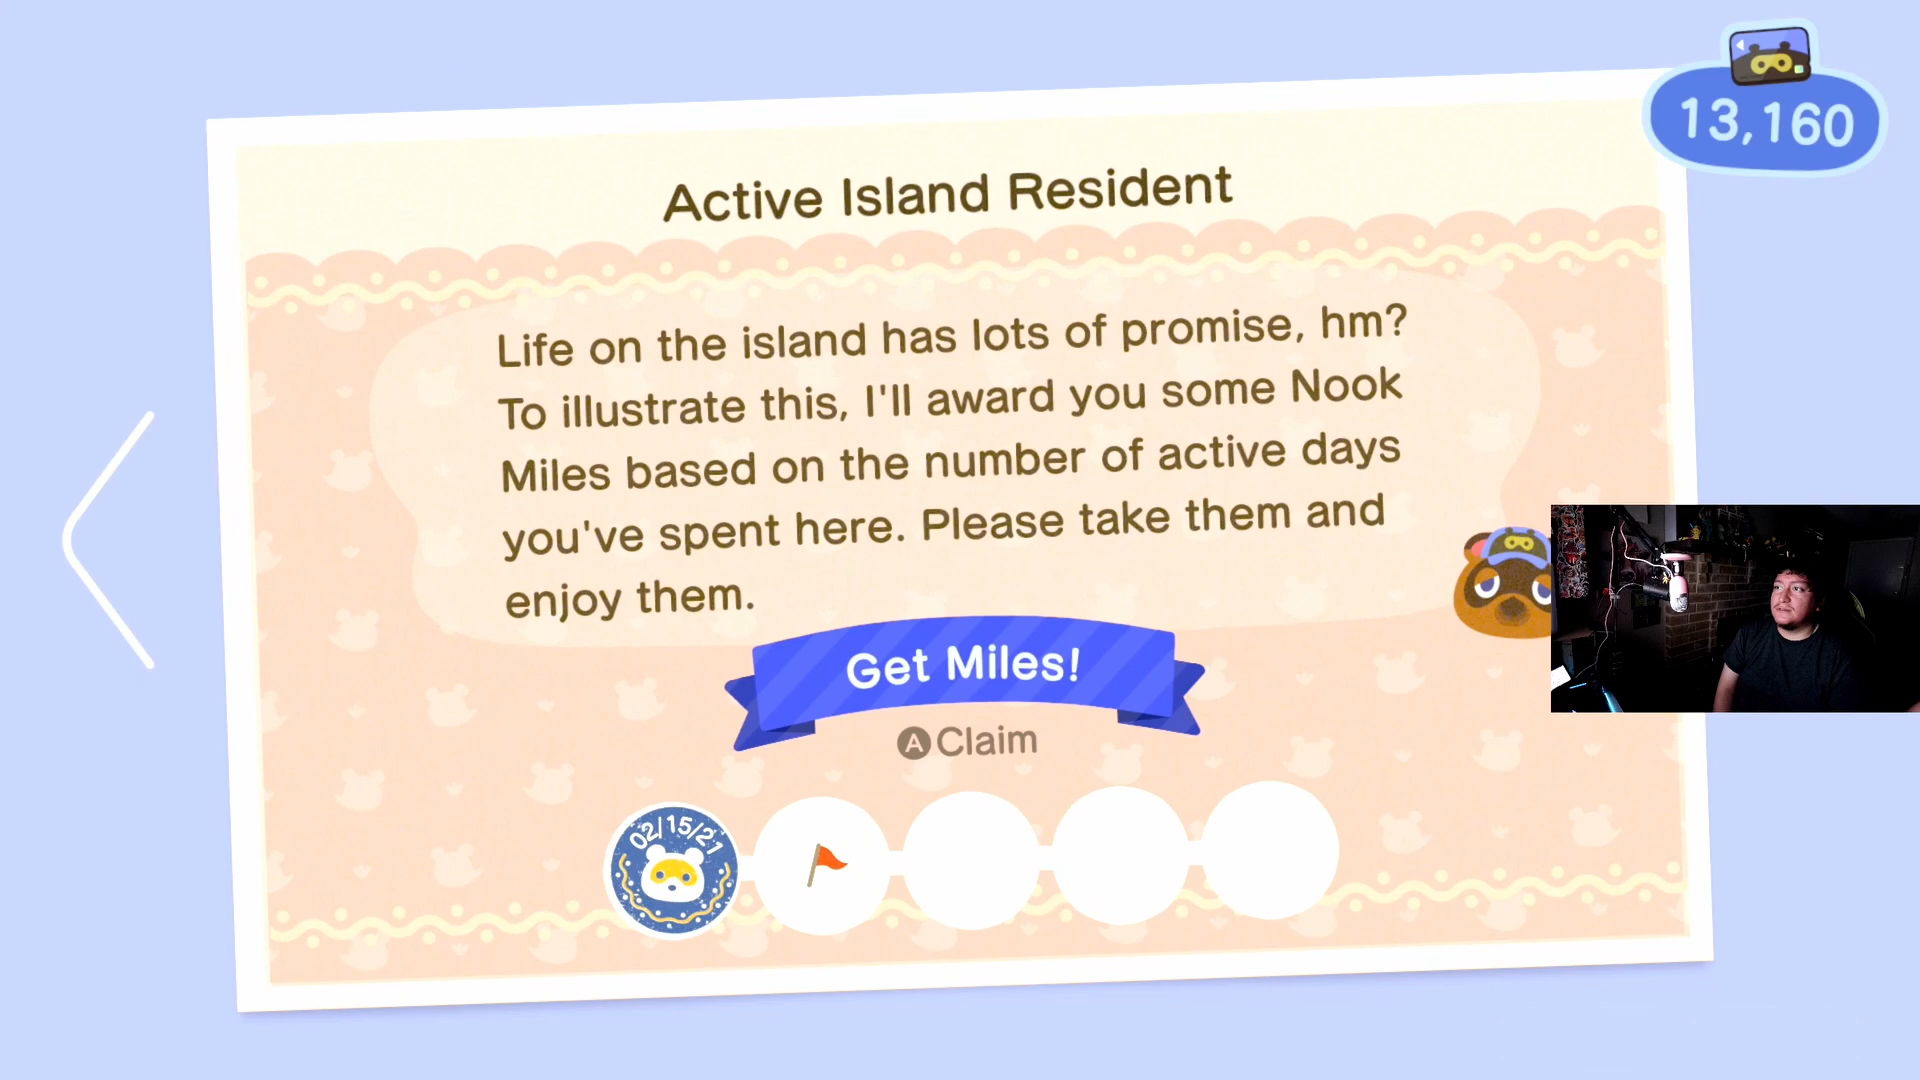 13,160
Active Island Resident
Life on the island has lots of promise, hm?
To illustrate this, I'll award you some Nook
Miles based on the number of active days
you've spent here. Please take them and
enjoy them.
Get Miles!
A Claim
02/15/21